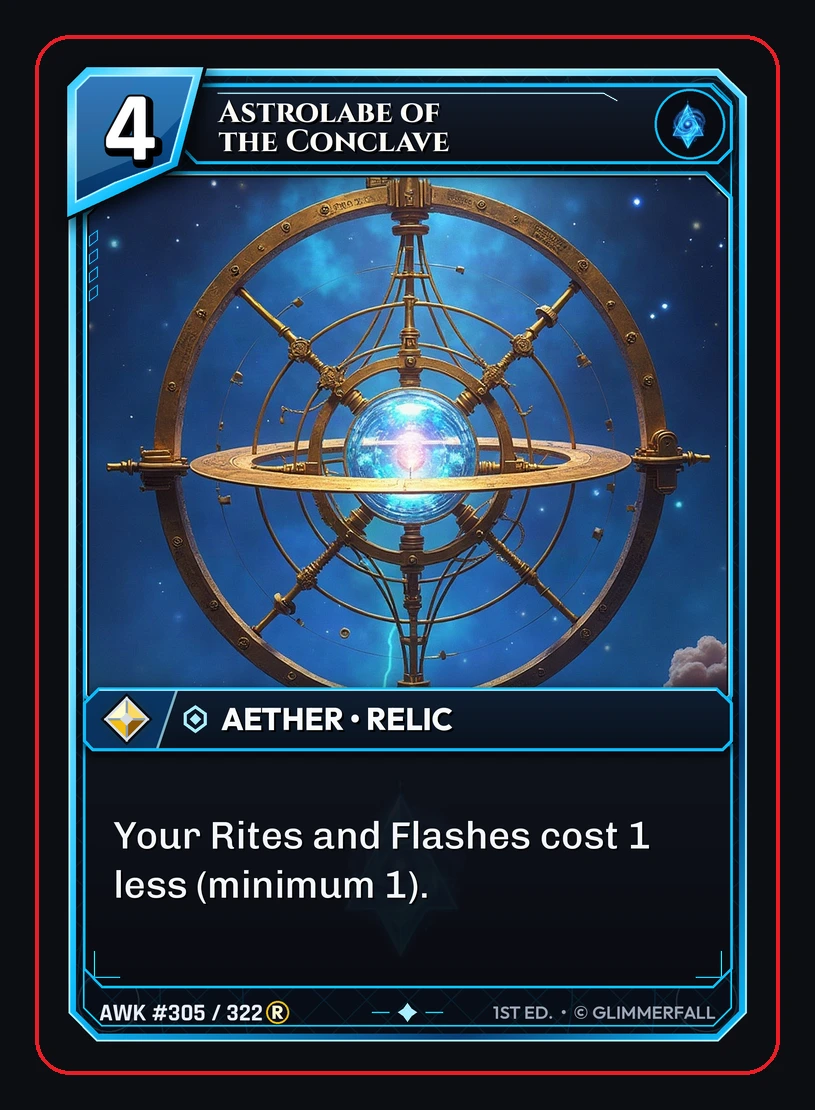 4
ASTROLABE OF
THE CONCLAVE
AETHER • RELIC
Your Rites and Flashes cost 1
less (minimum 1).
AWK #305 / 322 R
1ST ED. • © GLIMMERFALL